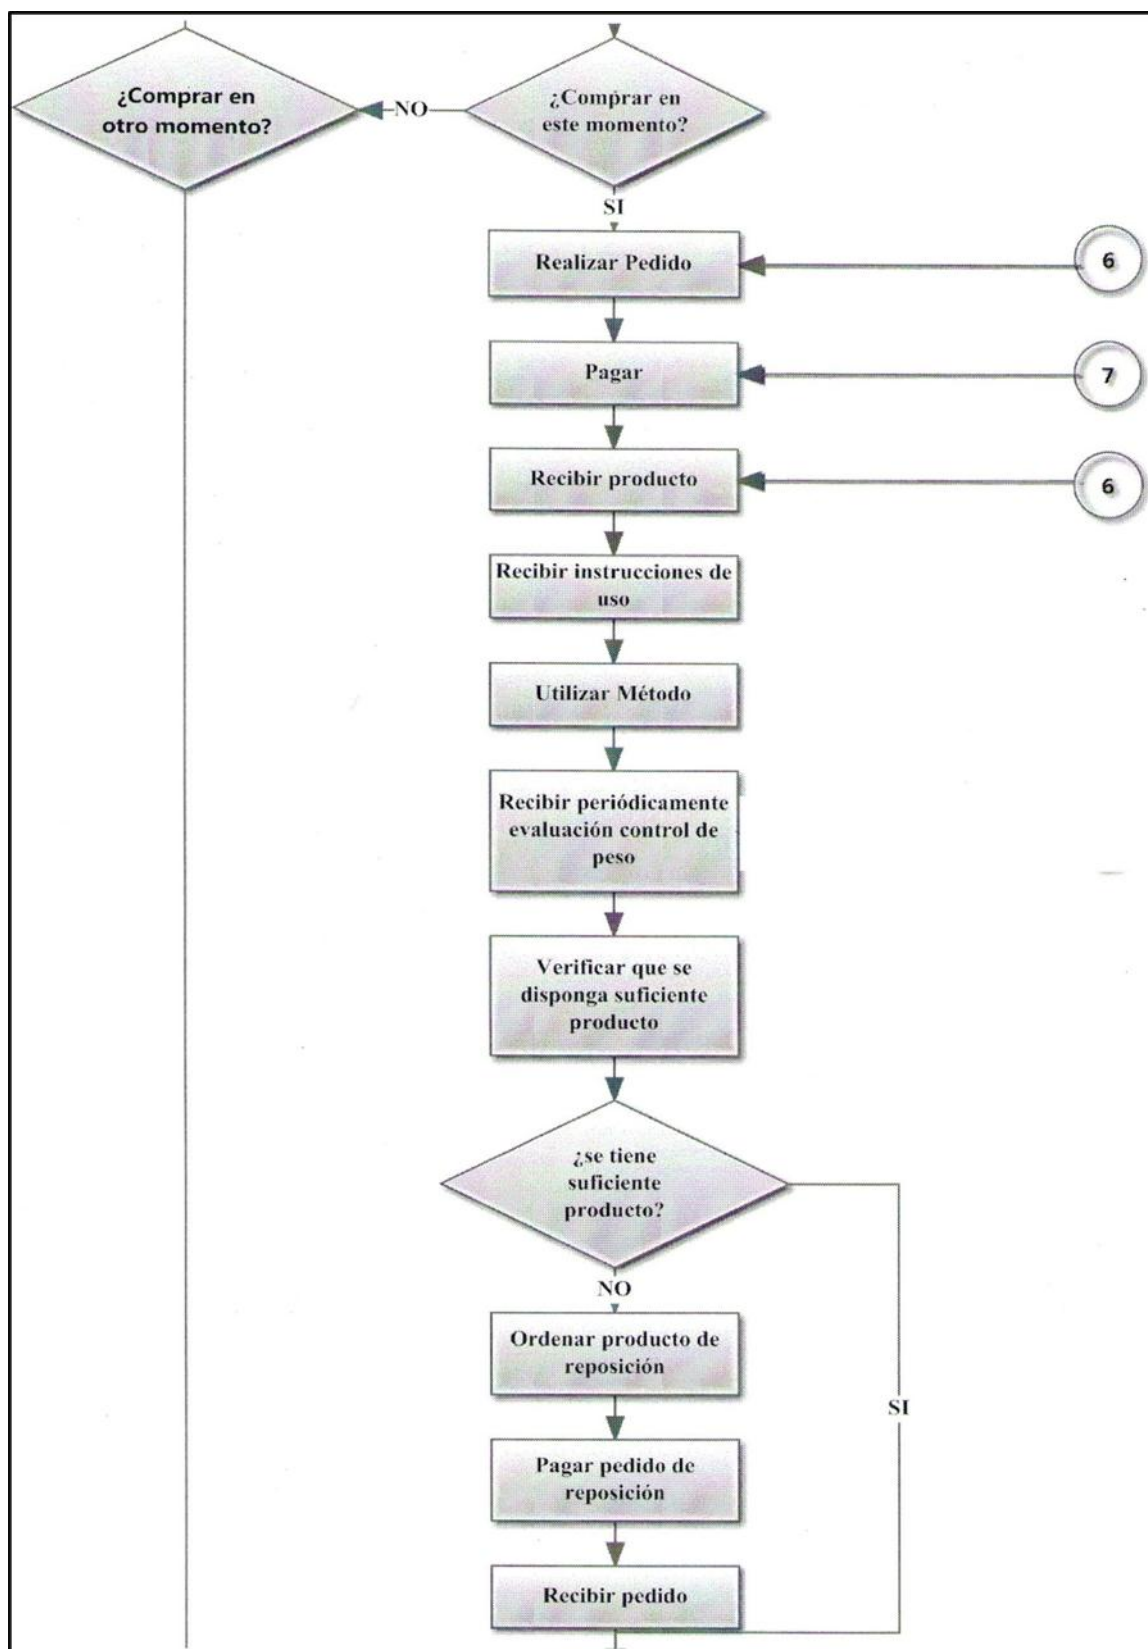 ¿Comprar en
otro momento?
NO
¿Comprar en
este momento?
SI
Realizar Pedido
6
Pagar
7
Recibir producto
6
Recibir instrucciones de
uso
Utilizar Método
Recibir periódicamente
evaluación control de
peso
Verificar que se
disponga suficiente
producto
¿se tiene
suficiente
producto?
NO
Ordenar producto de
reposición
SI
Pagar pedido de
reposición
Recibir pedido